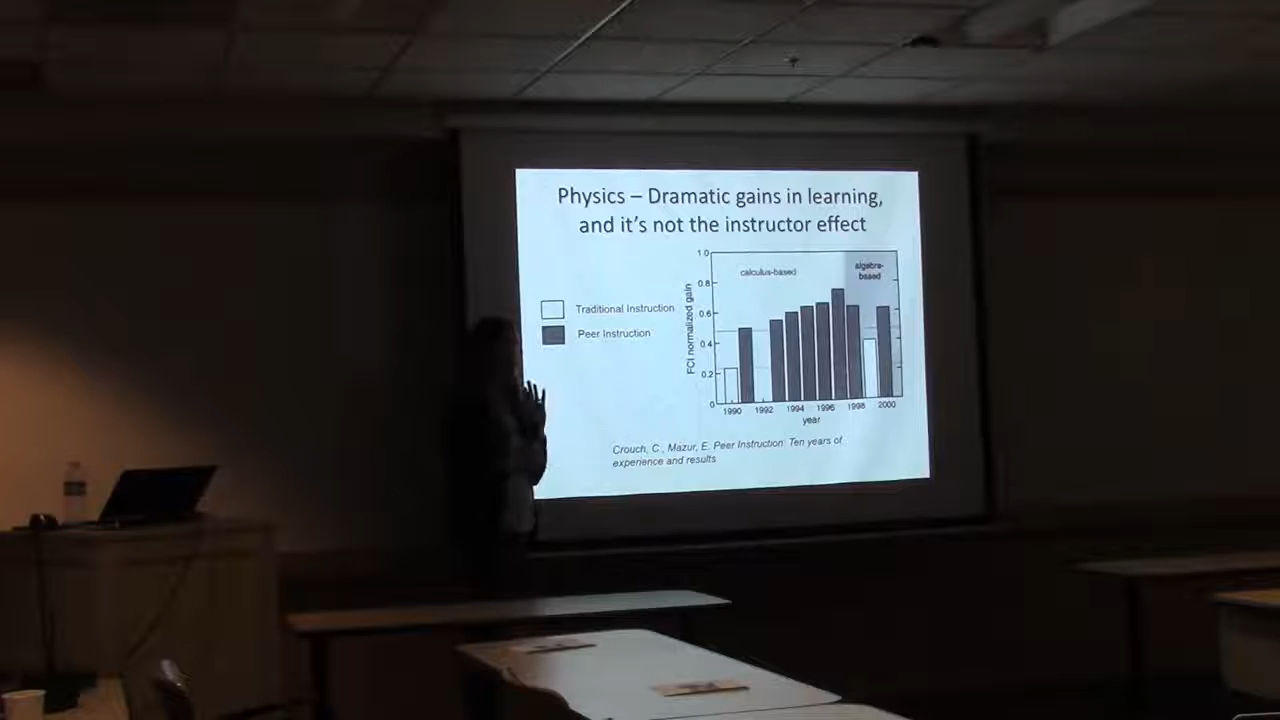 Physics – Dramatic gains in learning,
and it's not the instructor effect
Traditional Instruction
Peer Instruction
calculus-based
algebra-
based
FCI normalized gain
1.0
0.8
0.6
0.4
0.2
0
1990 1992 1994 1996 1998 2000
year
Crouch, C., Mazur, E. Peer Instruction: Ten years of
experience and results